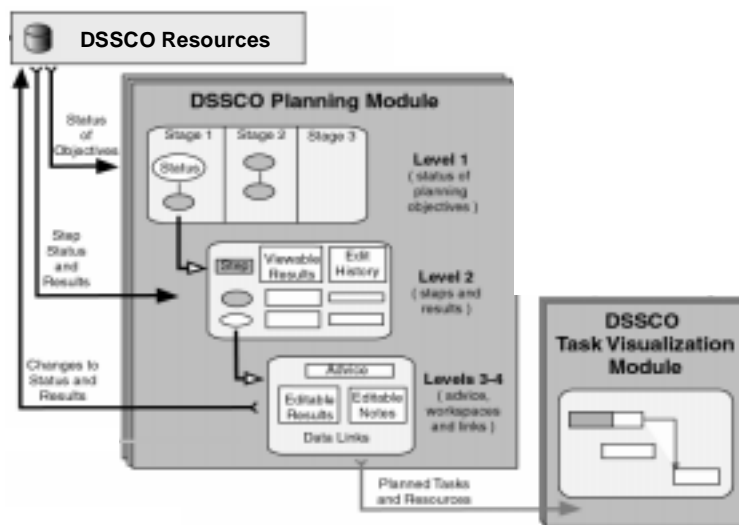 DSSCO Resources
DSSCO Planning Module
Status
of
Objectives
Stage 1
Stage 2
Stage 3
Status
Level 1
( status of
planning
objectives )
Step
Status
and
Results
Step
Viewable
Results
Edit
History
Level 2
( steps and
results )
Changes to
Status and
Results
Advice
Editable
Results
Editable
Notes
Data Links
Levels 3-4
( advice,
workspaces
and links )
Planned Tasks
and Resources
DSSCO
Task Visualization
Module